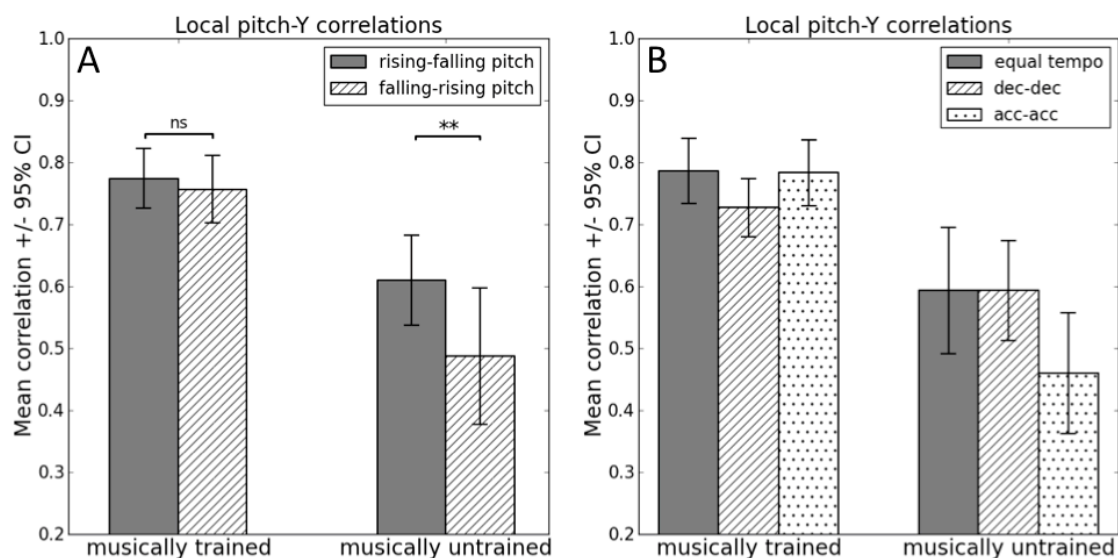 Local pitch-Y correlations
A
rising-falling pitch
falling-rising pitch
ns
**
Mean correlation +/- 95% CI
1.0
0.9
0.8
0.7
0.6
0.5
0.4
0.3
0.2
musically trained
musically untrained
Local pitch-Y correlations
B
equal tempo
dec-dec
acc-acc
Mean correlation +/- 95% CI
1.0
0.9
0.8
0.7
0.6
0.5
0.4
0.3
0.2
musically trained
musically untrained